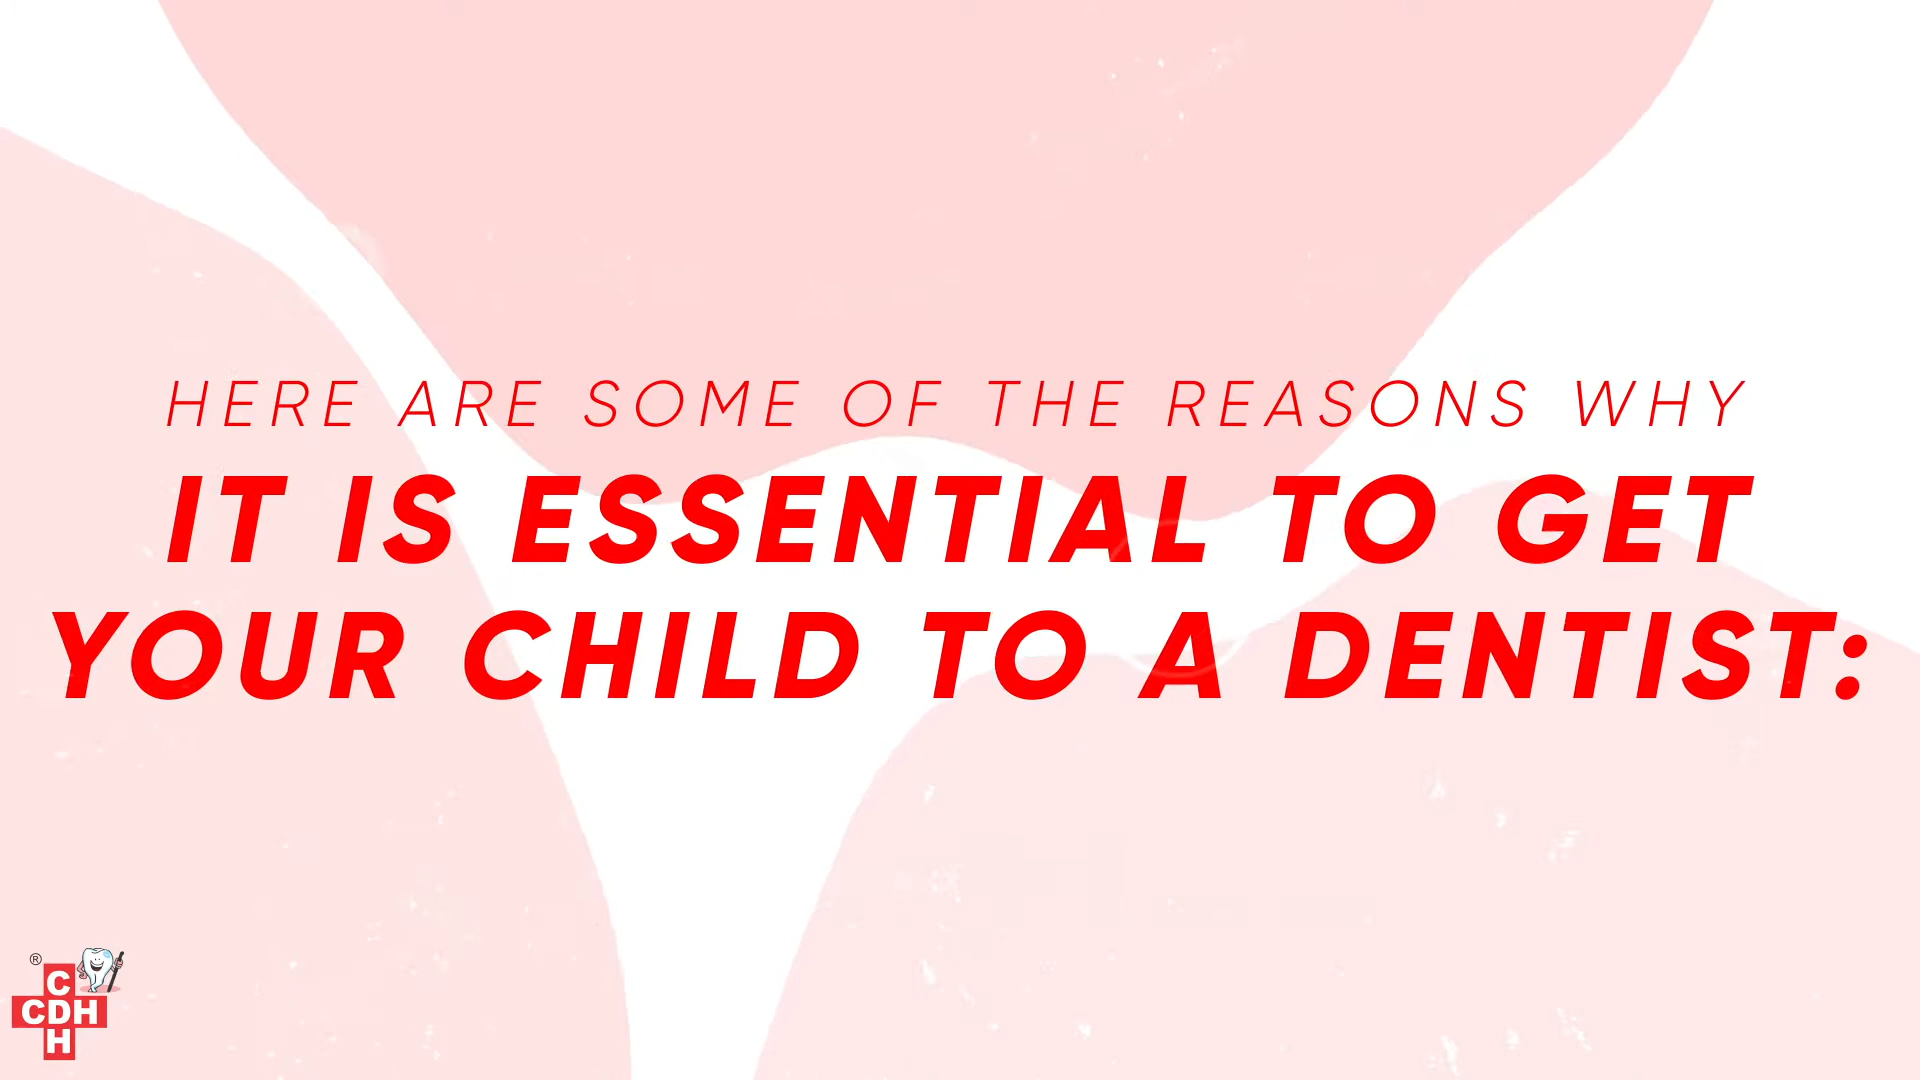 HERE ARE SOME OF THE REASONS WHY
IT IS ESSENTIAL TO GET
YOUR CHILD TO A DENTIST:
®
C
CDH
H